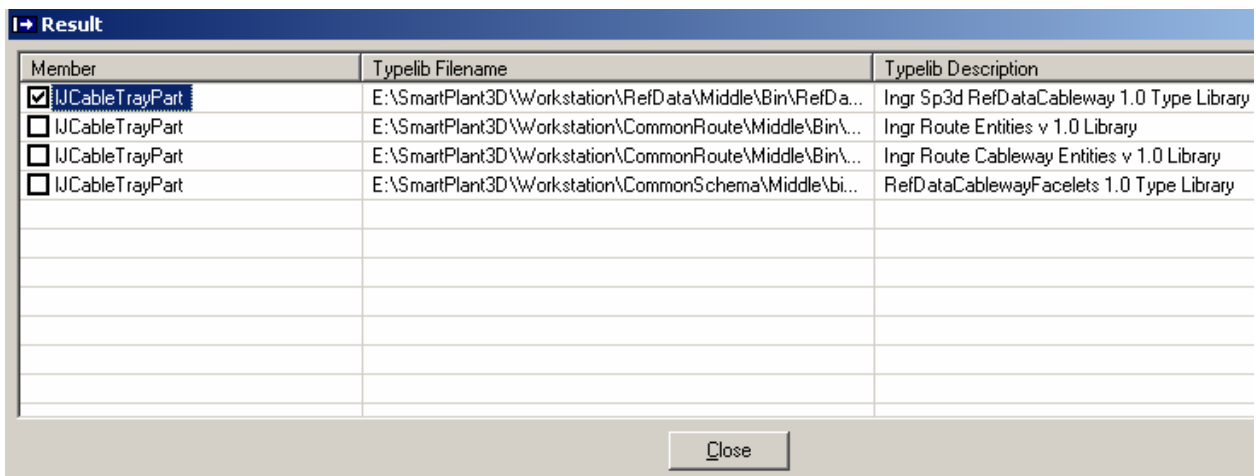 Result
Member Typelib Filename Typelib Description
IJCableTrayPart E:\SmartPlant3D\Workstation\RefData\Middle\Bin\RefDa... Ingr Sp3d RefDataCableway 1.0 Type Library
IJCableTrayPart E:\SmartPlant3D\Workstation\CommonRoute\Middle\Bin\... Ingr Route Entities v 1.0 Library
IJCableTrayPart E:\SmartPlant3D\Workstation\CommonRoute\Middle\Bin\... Ingr Route Cableway Entities v 1.0 Library
IJCableTrayPart E:\SmartPlant3D\Workstation\CommonSchema\Middle\bi... RefDataCablewayFacelets 1.0 Type Library
Close